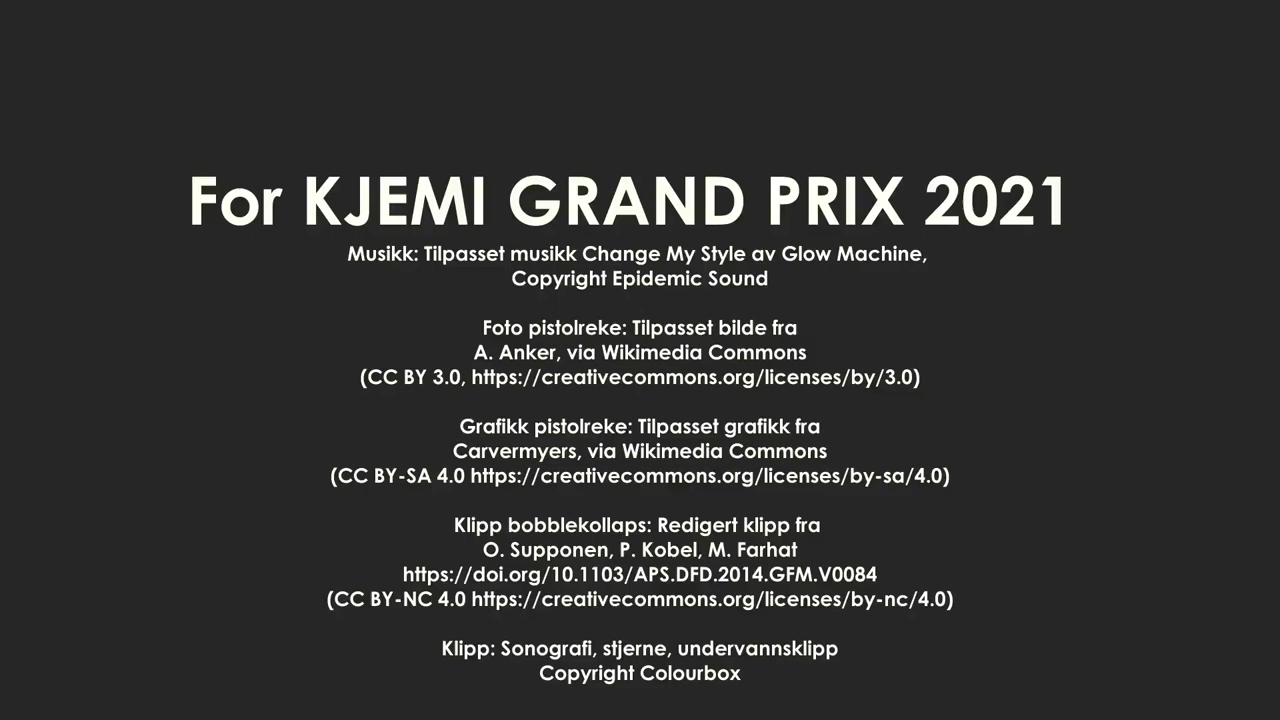 For KJEMI GRAND PRIX 2021
Musikk: Tilpasset musikk Change My Style av Glow Machine,
Copyright Epidemic Sound
Foto pistolreke: Tilpasset bilde fra
A. Anker, via Wikimedia Commons
(CC BY 3.0, https://creativecommons.org/licenses/by/3.0)
Grafikk pistolreke: Tilpasset grafikk fra
Carvermyers, via Wikimedia Commons
(CC BY-SA 4.0 https://creativecommons.org/licenses/by-sa/4.0)
Klipp bobblekollaps: Redigert klipp fra
O. Supponen, P. Kobel, M. Farhat
https://doi.org/10.1103/APS.DFD.2014.GFM.V0084
(CC BY-NC 4.0 https://creativecommons.org/licenses/by-nc/4.0)
Klipp: Sonografi, stjerne, undervannsklipp
Copyright Colourbox